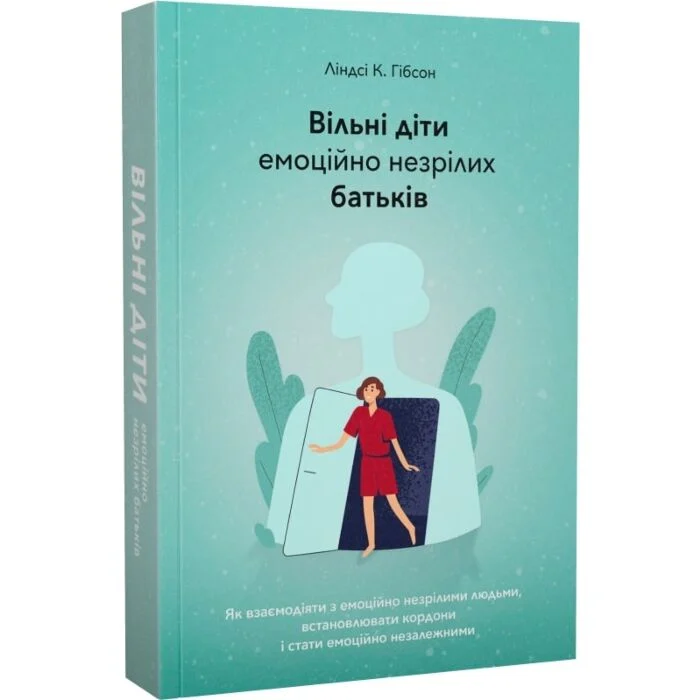 Ліндсі К. Гібсон
Вільні діти
емоційно незрілих
батьків
Як взаємодіяти з емоційно незрілими людьми,
встановлювати кордони
і стати емоційно незалежними
ВІЛЬНІ ДІТИ
емоційно
незрілих батьків